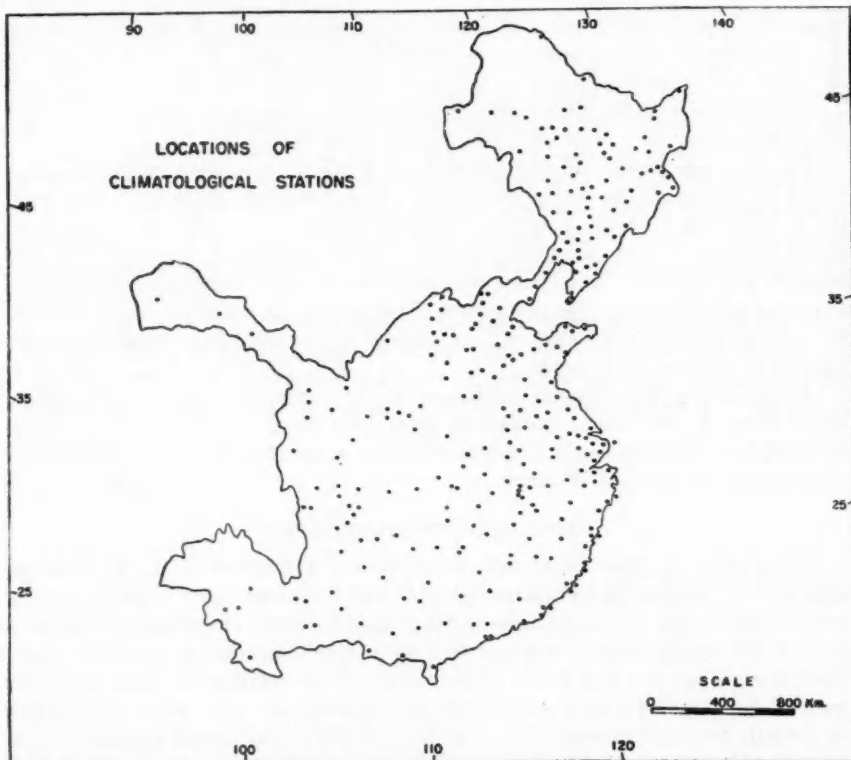 90 100 110 120 130 140
LOCATIONS OF
CLIMATOLOGICAL STATIONS
45 45
35 35
25 25
SCALE
0 400 800 Km.
100 110 120